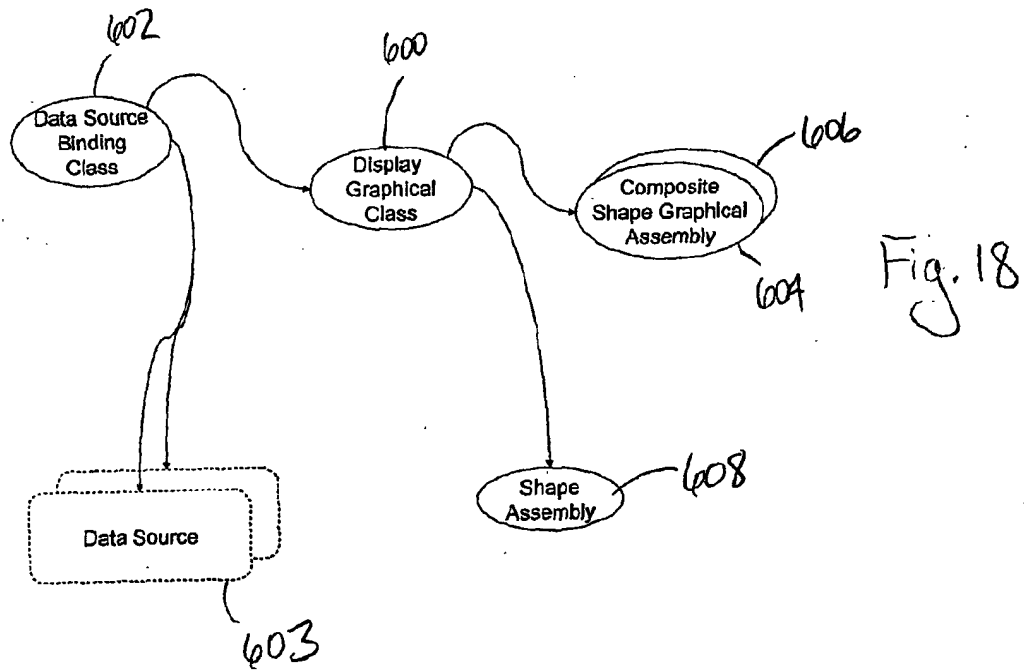 602
600
Data Source
Binding
Class
Display
Graphical
Class
606
Composite
Shape Graphical
Assembly
604
Fig. 18
Shape
Assembly
608
Data Source
603